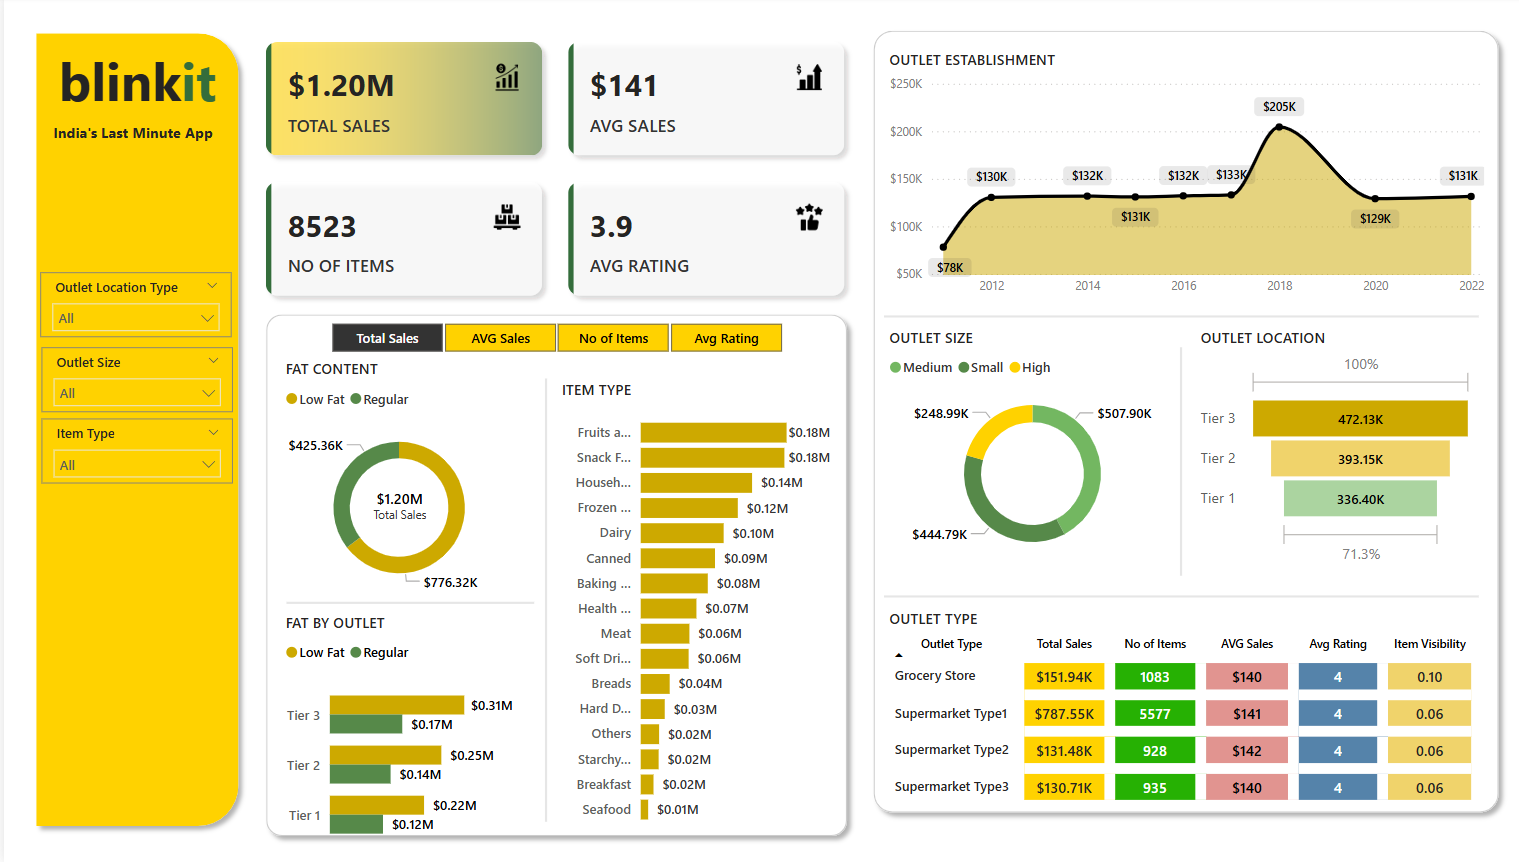 blinkit
India's Last Minute App
Outlet Location Type
All
Outlet Size
All
Item Type
All
$1.20M
TOTAL SALES
$141
AVG SALES
8523
NO OF ITEMS
3.9
AVG RATING
Total Sales AVG Sales No of Items Avg Rating
FAT CONTENT
Low Fat Regular
$425.36K
$1.20M
Total Sales
$776.32K
FAT BY OUTLET
Low Fat Regular
Tier 3 $0.31M
$0.17M
Tier 2 $0.25M
$0.14M
Tier 1 $0.22M
$0.12M
ITEM TYPE
Fruits a... $0.18M
Snack F... $0.18M
Househ... $0.14M
Frozen ... $0.12M
Dairy $0.10M
Canned $0.09M
Baking ... $0.08M
Health ... $0.07M
Meat $0.06M
Soft Dri... $0.06M
Breads $0.04M
Hard D... $0.03M
Others $0.02M
Starchy... $0.02M
Breakfast $0.02M
Seafood $0.01M
OUTLET ESTABLISHMENT
$250K
$200K
$150K
$100K
$50K
$78K
$130K
$132K
$131K
$132K
$133K
$205K
$129K
$131K
2012 2014 2016 2018 2020 2022
OUTLET SIZE
Medium Small High
$248.99K $507.90K
$444.79K
OUTLET LOCATION
100%
Tier 3 472.13K
Tier 2 393.15K
Tier 1 336.40K
71.3%
OUTLET TYPE
Outlet Type Total Sales No of Items AVG Sales Avg Rating Item Visibility
Grocery Store $151.94K 1083 $140 4 0.10
Supermarket Type1 $787.55K 5577 $141 4 0.06
Supermarket Type2 $131.48K 928 $142 4 0.06
Supermarket Type3 $130.71K 935 $140 4 0.06